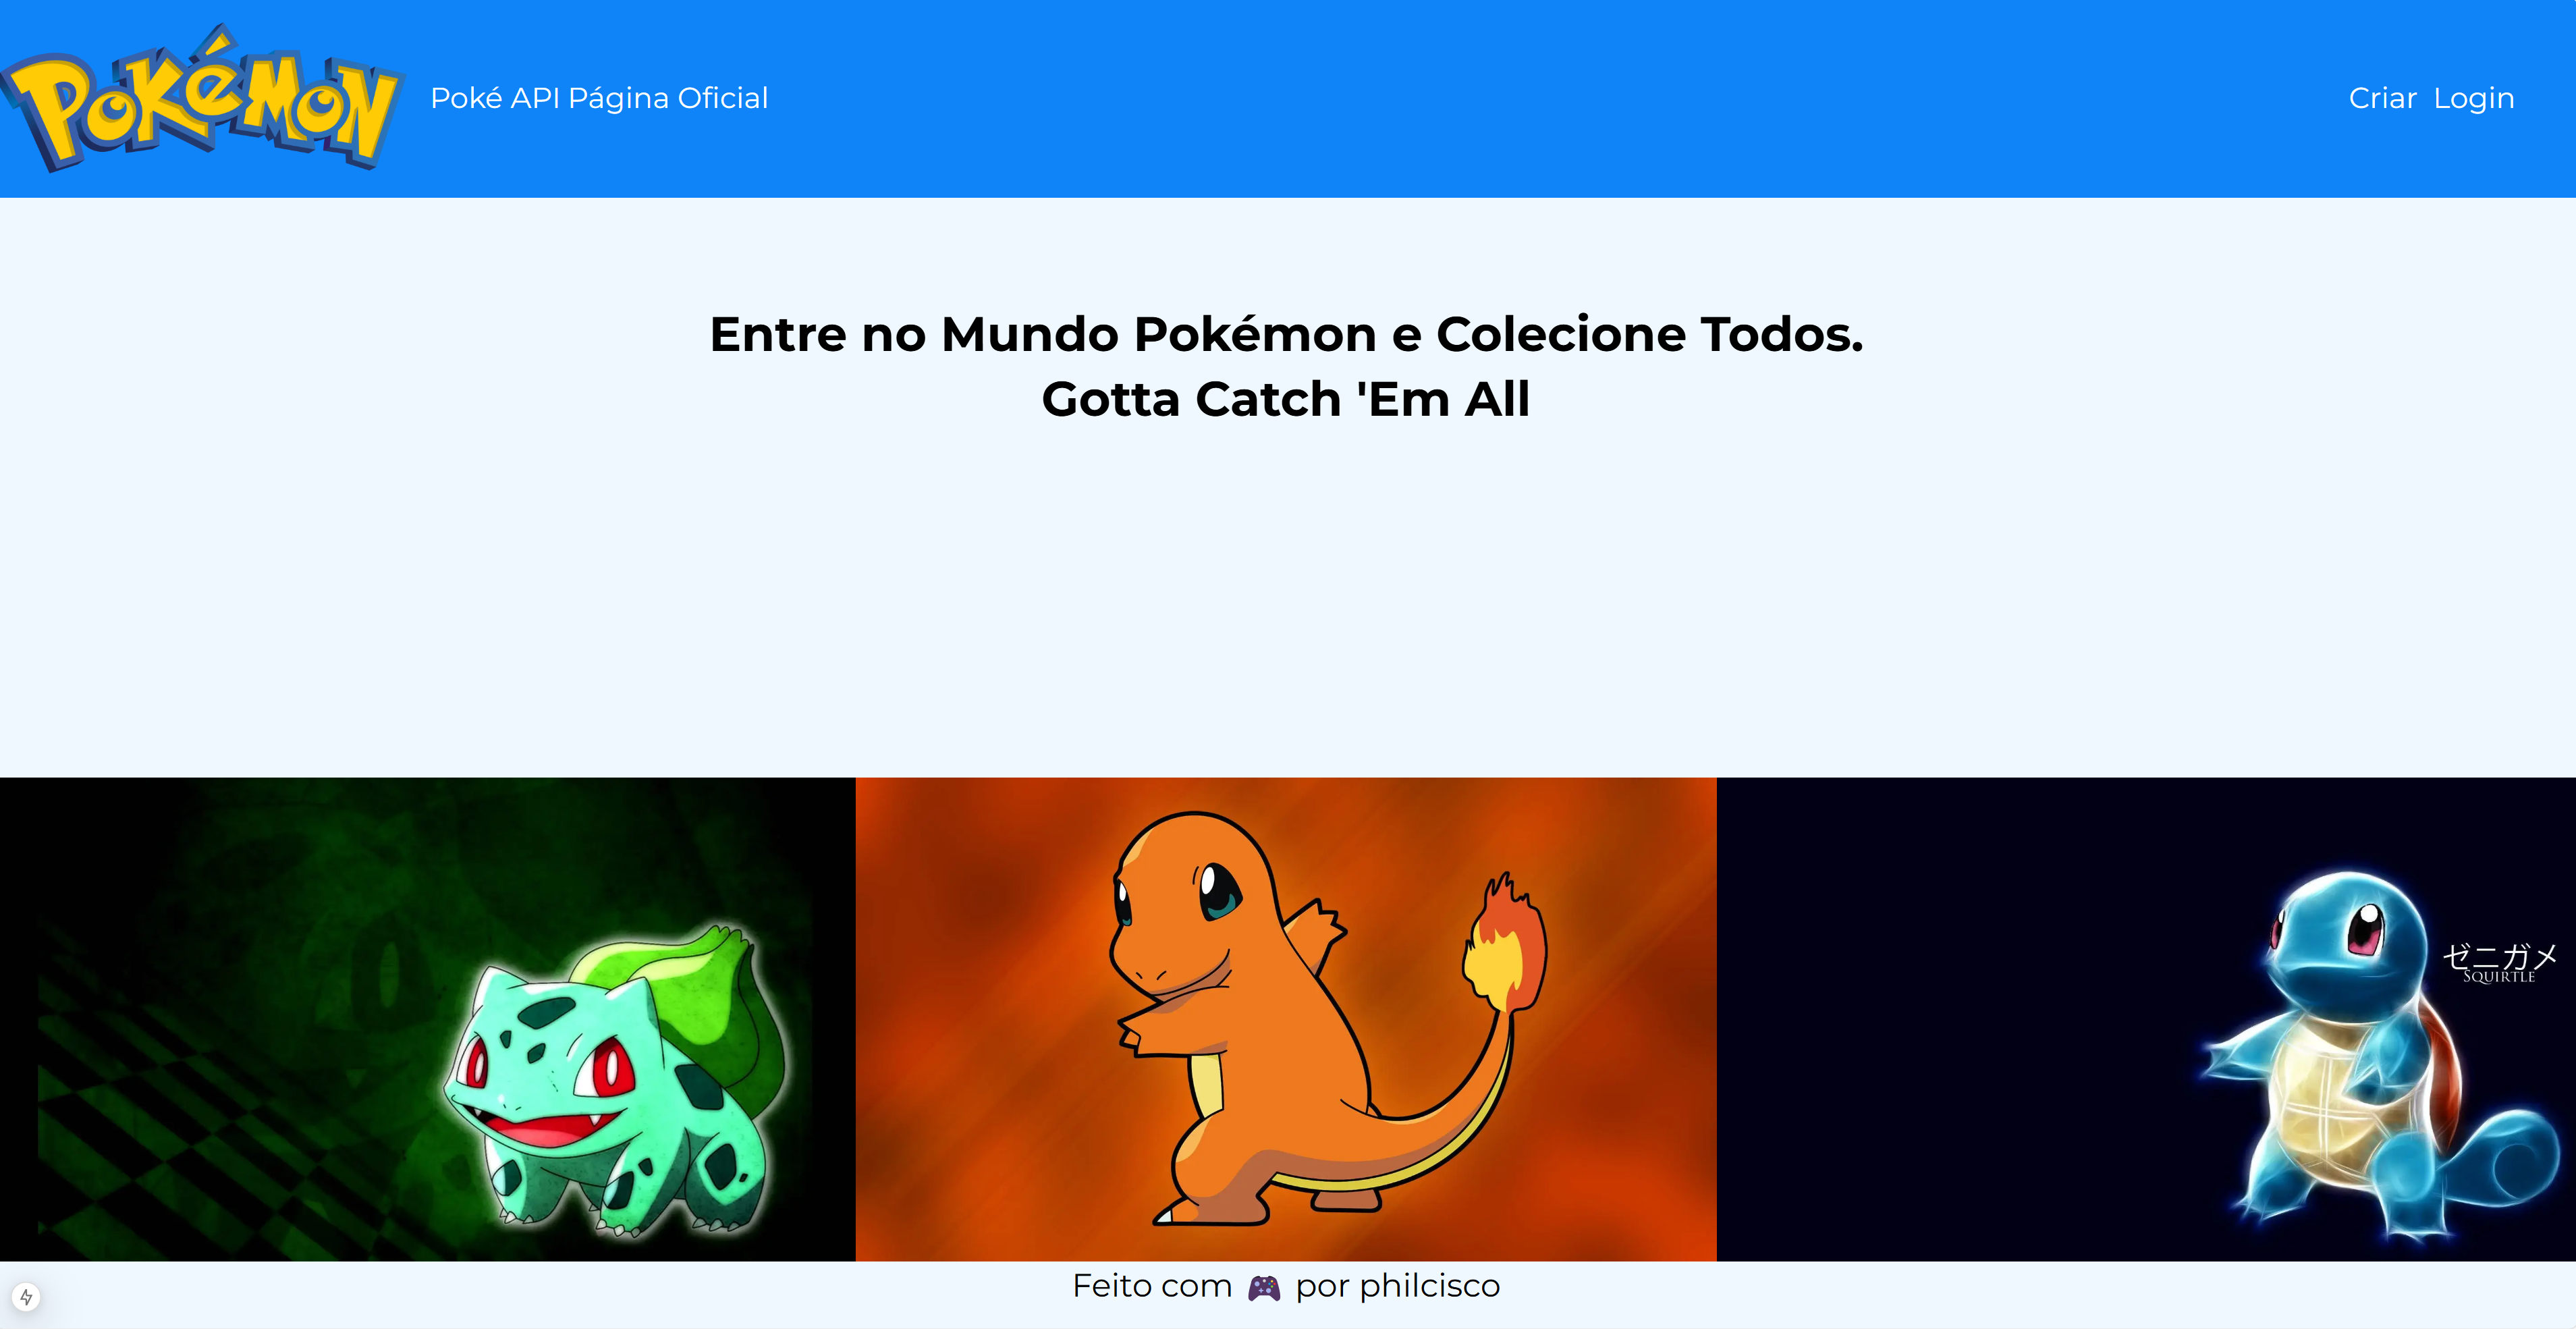 Pokémon
Poké API Página Oficial
Criar Login
Entre no Mundo Pokémon e Colecione Todos.
Gotta Catch 'Em All
ゼニガメ
SQUIRTLE
Feito com 🎮 por philcisco